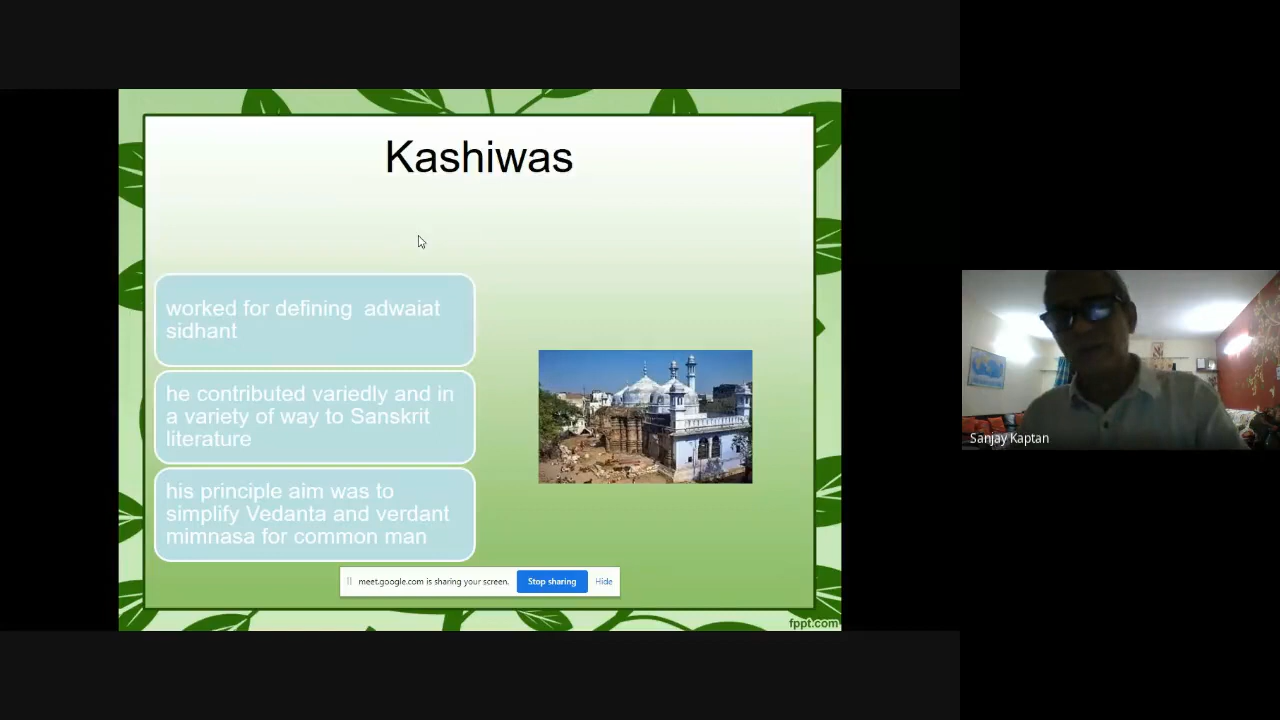 Kashiwas
worked for defining adwaiat
sidhant
he contributed variedly and in
a variety of way to Sanskrit
literature
his principle aim was to
simplify Vedanta and verdant
mimnasa for common man
meet.google.com is sharing your screen. Stop sharing Hide
fppt.com
Sanjay Kaptan